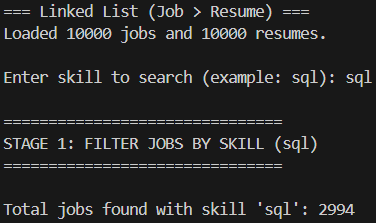 === Linked List (Job > Resume) ===
Loaded 10000 jobs and 10000 resumes.
Enter skill to search (example: sql): sql
===============================
STAGE 1: FILTER JOBS BY SKILL (sql)
===============================
Total jobs found with skill 'sql': 2994